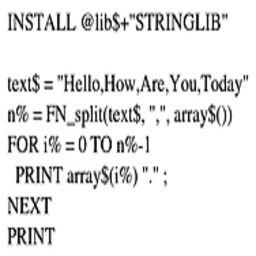 INSTALL @lib$+"STRINGLIB"
text$ = "Hello,How,Are,You,Today"
n% = FN_split(text$, ",", array$())
FOR i% = 0 TO n%-1
PRINT array$(i%) "." ;
NEXT
PRINT